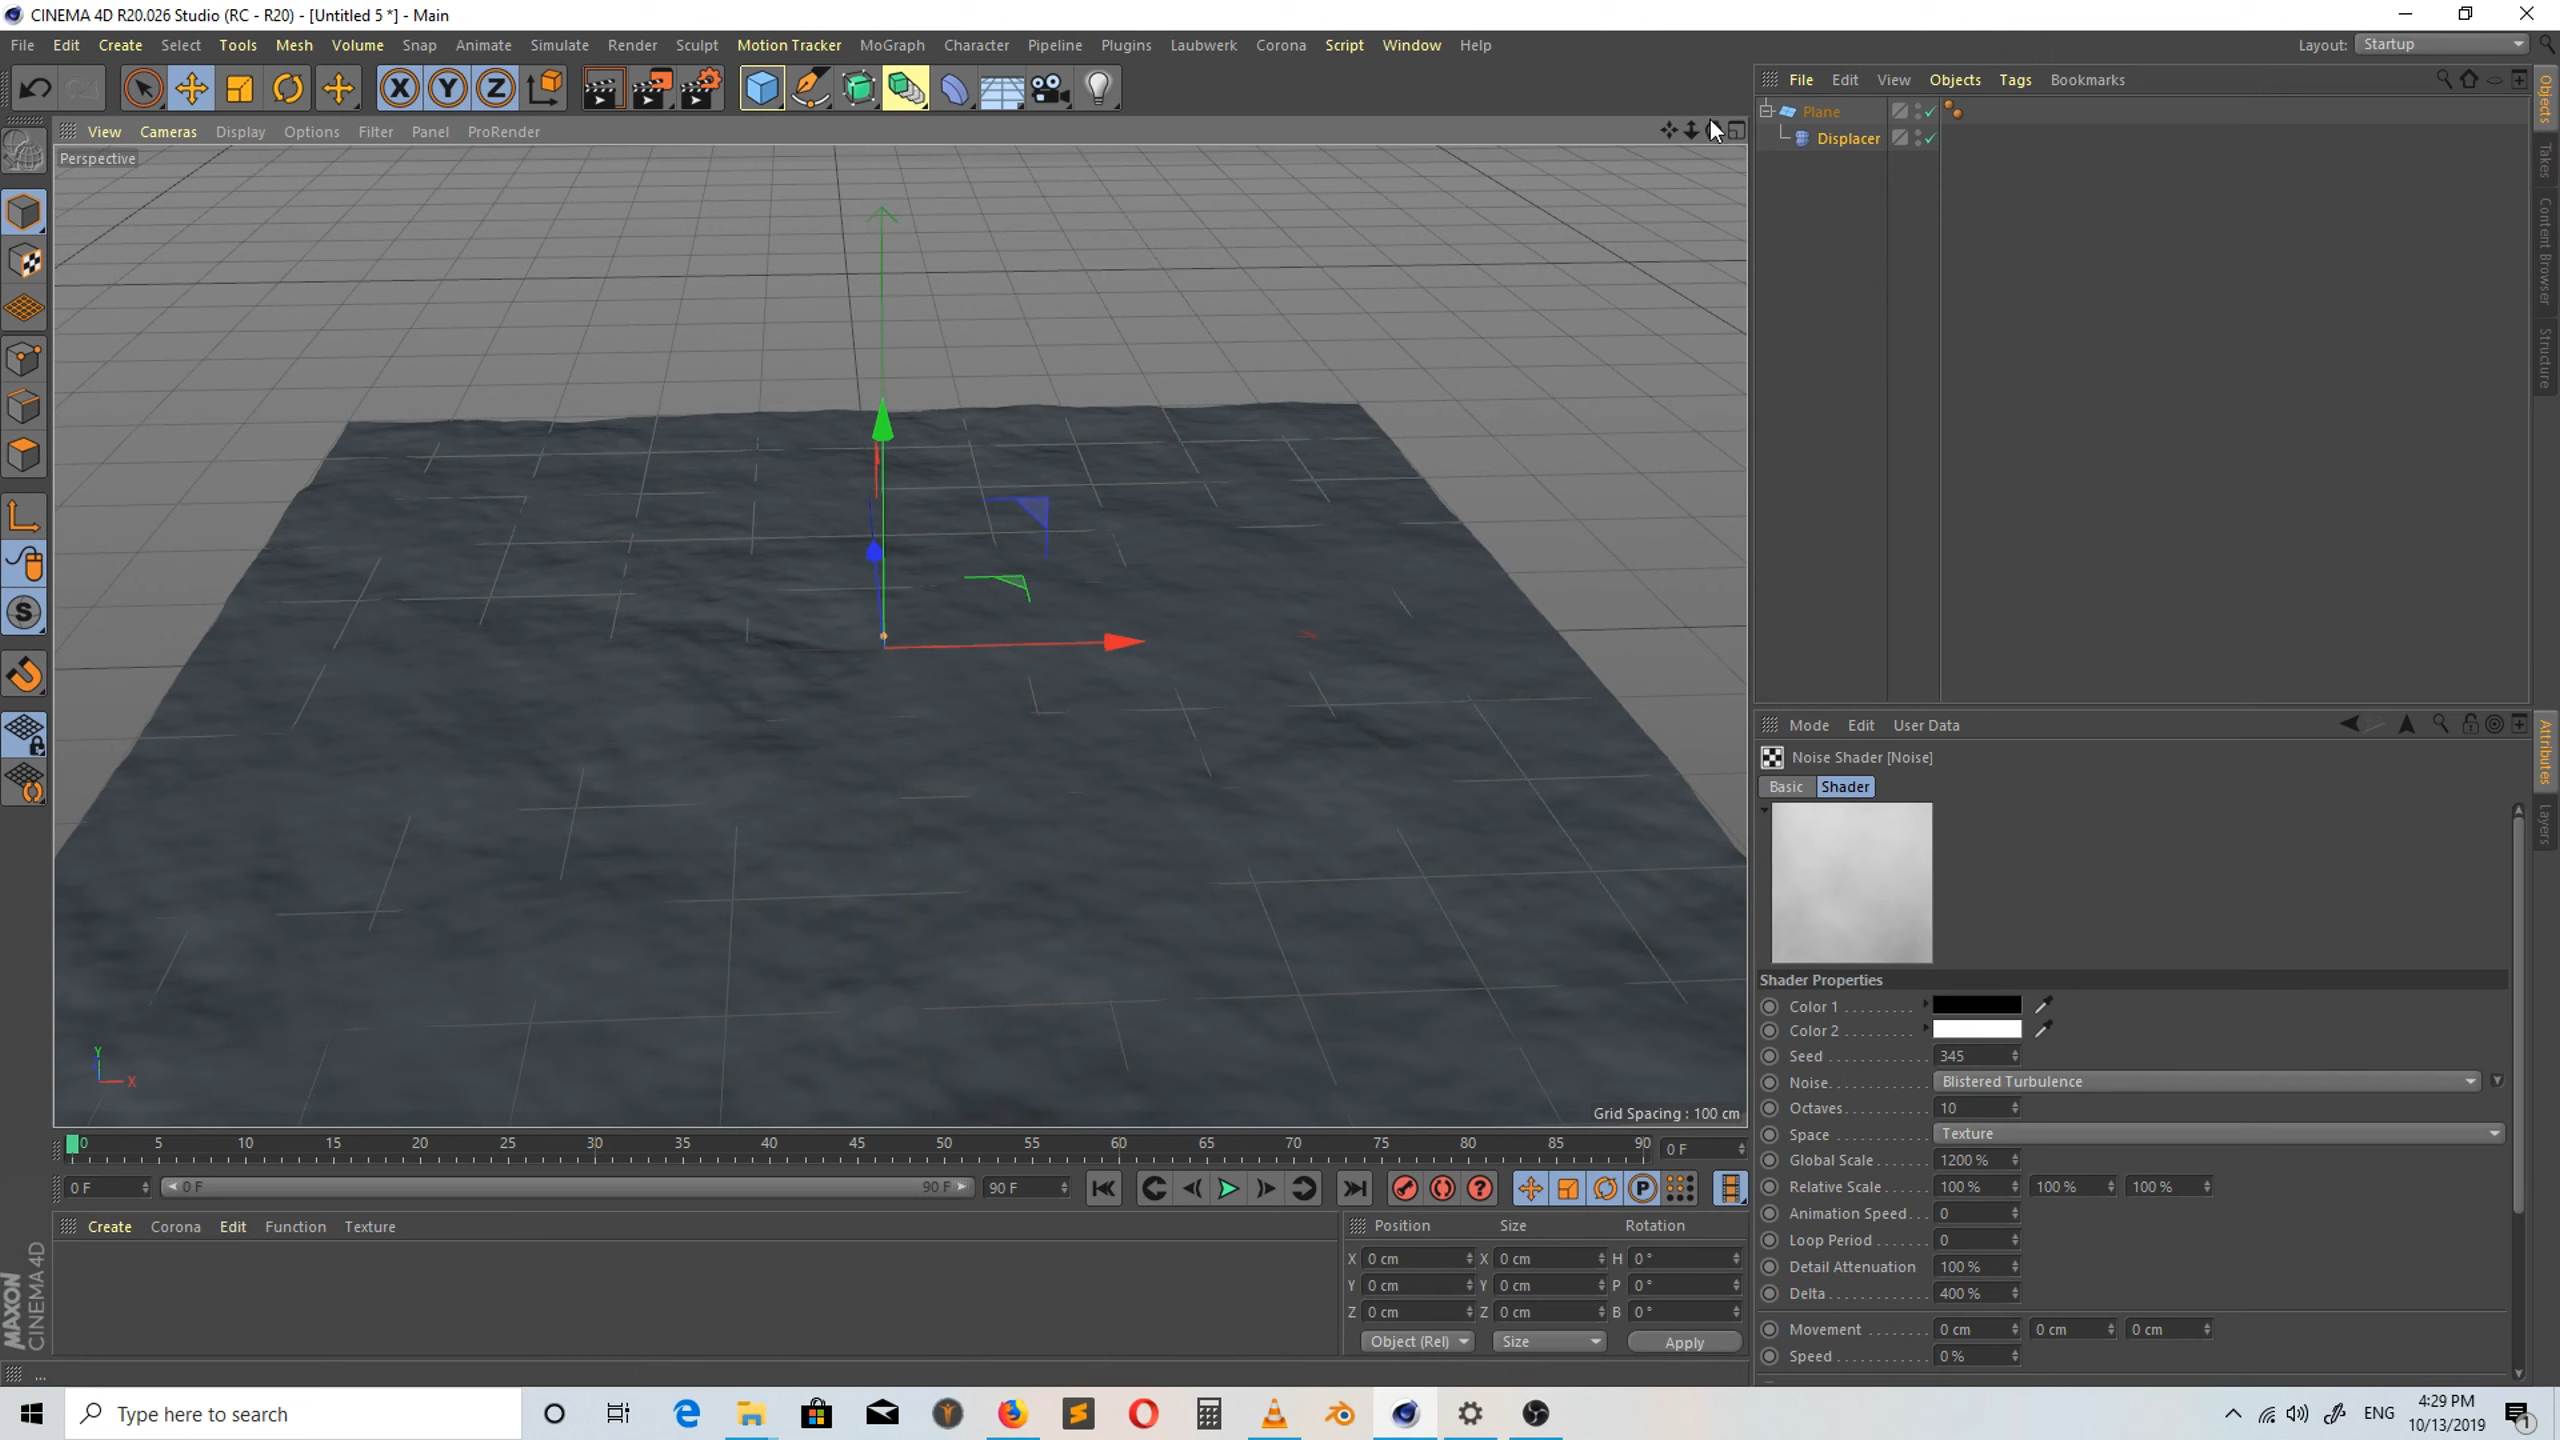 CINEMA 4D R20.026 Studio (RC - R20) - [Untitled 5 *] - Main
File Edit Create Select Tools Mesh Volume Snap Animate Simulate Render Sculpt Motion Tracker MoGraph Character Pipeline Plugins Laubwerk Corona Script Window Help Layout: Startup
X Y Z
File Edit View Objects Tags Bookmarks
Objects
Takes
Content Browser
Structure
Plane
Displacer
View Cameras Display Options Filter Panel ProRender
Perspective
Y
X
Grid Spacing : 100 cm
Mode Edit User Data
Attributes
Layers
Noise Shader [Noise]
Basic Shader
Shader Properties
Color 1
Color 2
Seed 345
Noise Blistered Turbulence
Octaves 10
Space Texture
Global Scale 1200 %
Relative Scale 100 % 100 % 100 %
Animation Speed 0
Loop Period 0
Detail Attenuation 100 %
Delta 400 %
Movement 0 cm 0 cm 0 cm
Speed 0 %
0 5 10 15 20 25 30 35 40 45 50 55 60 65 70 75 80 85 90 0 F
0 F 0 F 90 F 90 F
P
Create Corona Edit Function Texture
Position Size Rotation
X 0 cm X 0 cm H 0 °
Y 0 cm Y 0 cm P 0 °
Z 0 cm Z 0 cm B 0 °
Object (Rel) Size Apply
MAXON
CINEMA 4D
...
Type here to search
ENG
4:29 PM
10/13/2019
1